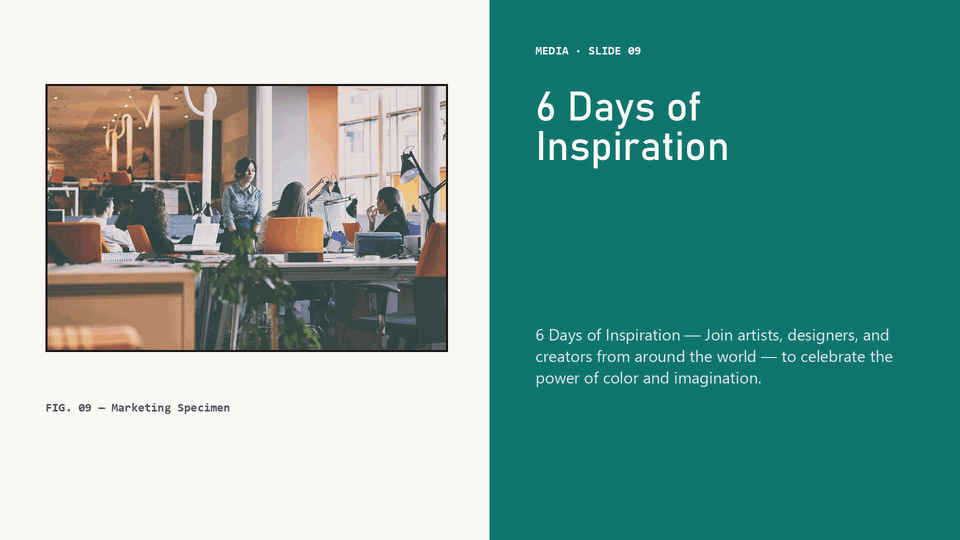 MEDIA · SLIDE 09
6 Days of
Inspiration
6 Days of Inspiration — Join artists, designers, and
creators from around the world — to celebrate the
power of color and imagination.
FIG. 09 — Marketing Specimen